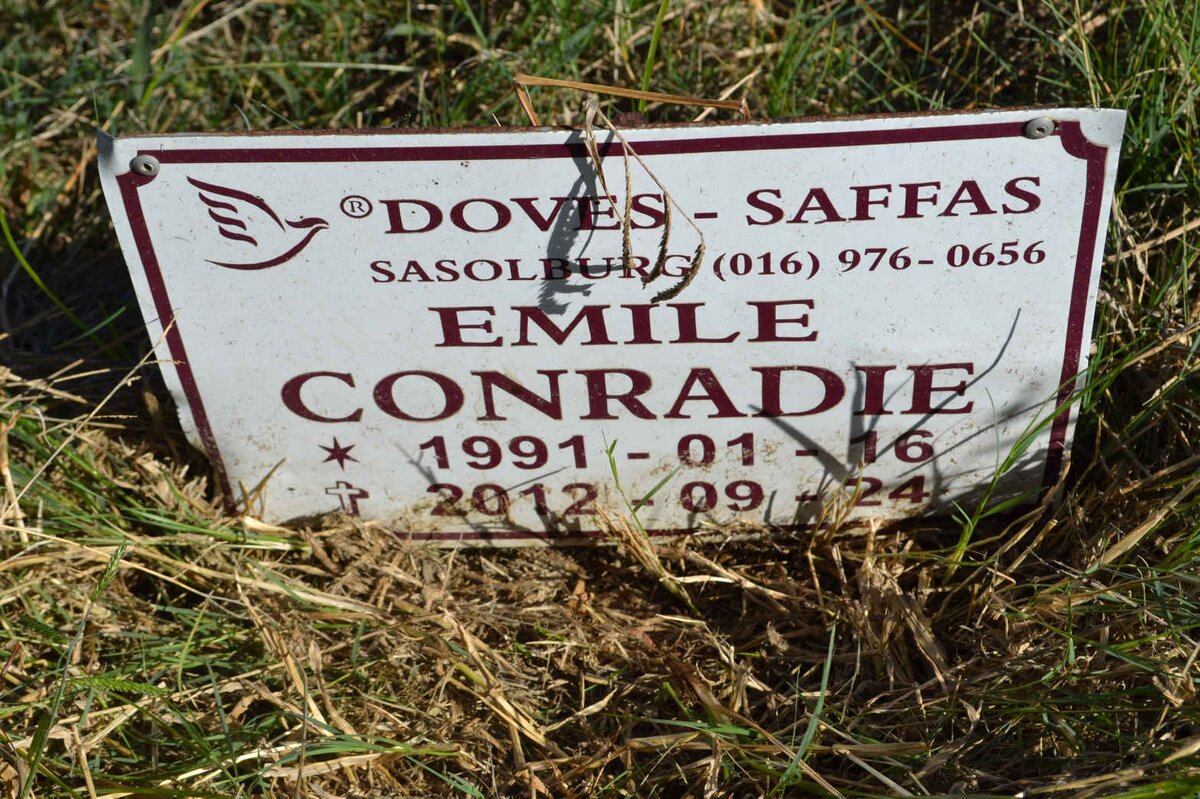 ® DOVES - SAFFAS
SASOLBURG (016) 976-0656
EMILE
CONRADIE
1991 - 01 - 16
2012 - 09 - 24